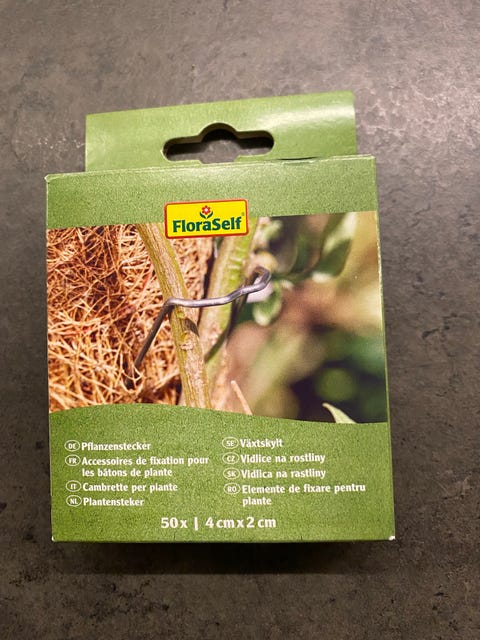 FloraSelf
DE Pflanzenstecker
FR Accessoires de fixation pour
les bâtons de plante
IT Cambrette per piante
NL Plantensteker
SE Växtskylt
CZ Vidlice na rostliny
SK Vidlica na rastliny
RO Elemente de fixare pentru
plante
50x | 4 cm x 2 cm